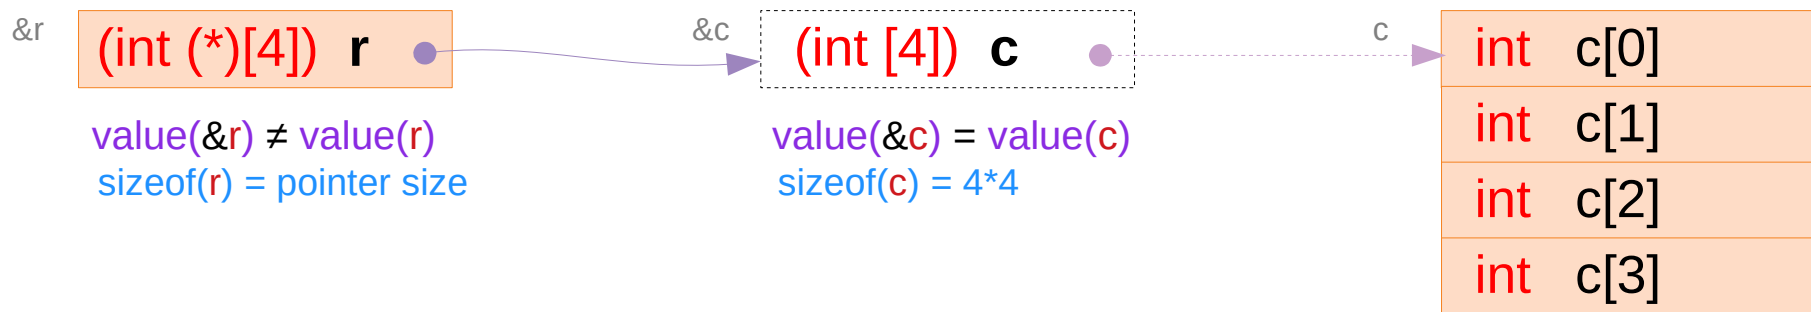 &r (int (*)[4]) r &c (int [4]) c c int c[0]
int c[1]
value(&r) ≠ value(r) value(&c) = value(c)
sizeof(r) = pointer size sizeof(c) = 4*4
int c[2]
int c[3]